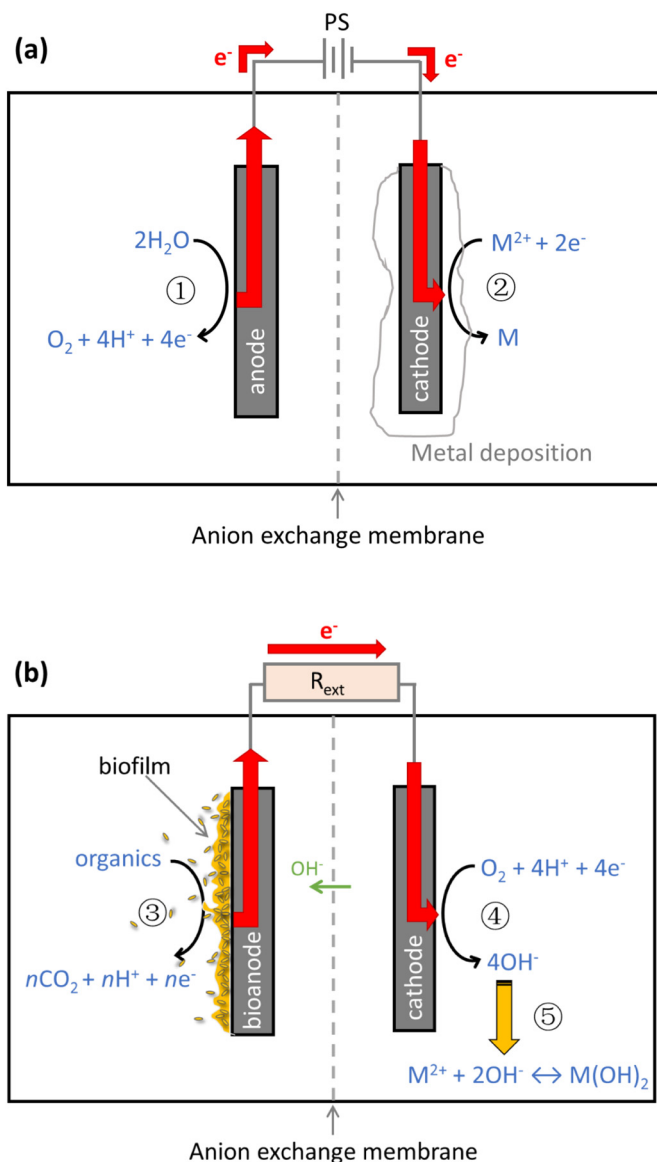 (a)
PS
e⁻
e⁻
2H₂O
①
O₂ + 4H⁺ + 4e⁻
anode
cathode
M²⁺ + 2e⁻
②
M
Metal deposition
Anion exchange membrane
(b)
e⁻
R_ext
biofilm
organics
③
nCO₂ + nH⁺ + ne⁻
bioanode
OH⁻
cathode
O₂ + 4H⁺ + 4e⁻
④
4OH⁻
⑤
M²⁺ + 2OH⁻ ↔ M(OH)₂
Anion exchange membrane